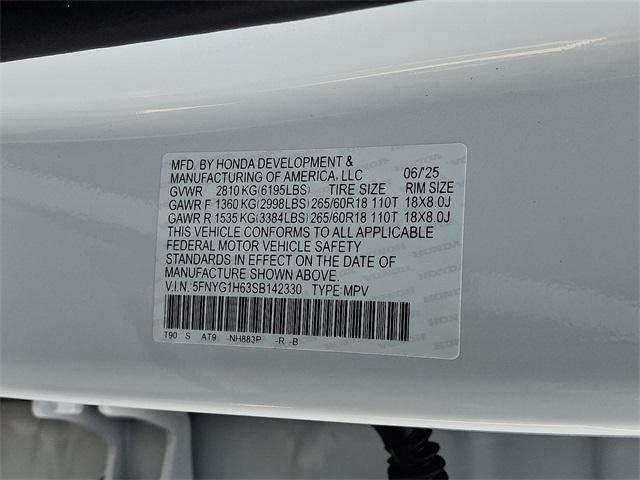 MFD. BY HONDA DEVELOPMENT &
MANUFACTURING OF AMERICA, LLC 06/'25
GVWR 2810 KG(6195LBS) TIRE SIZE RIM SIZE
GAWR F 1360 KG(2998LBS) 265/60R18 110T 18X8.0J
GAWR R 1535 KG(3384LBS) 265/60R18 110T 18X8.0J
THIS VEHICLE CONFORMS TO ALL APPLICABLE
FEDERAL MOTOR VEHICLE SAFETY
STANDARDS IN EFFECT ON THE DATE OF
MANUFACTURE SHOWN ABOVE.
V.I.N.:5FNYG1H63SB142330 TYPE:MPV
T90 S AT9 -NH883P -R -B